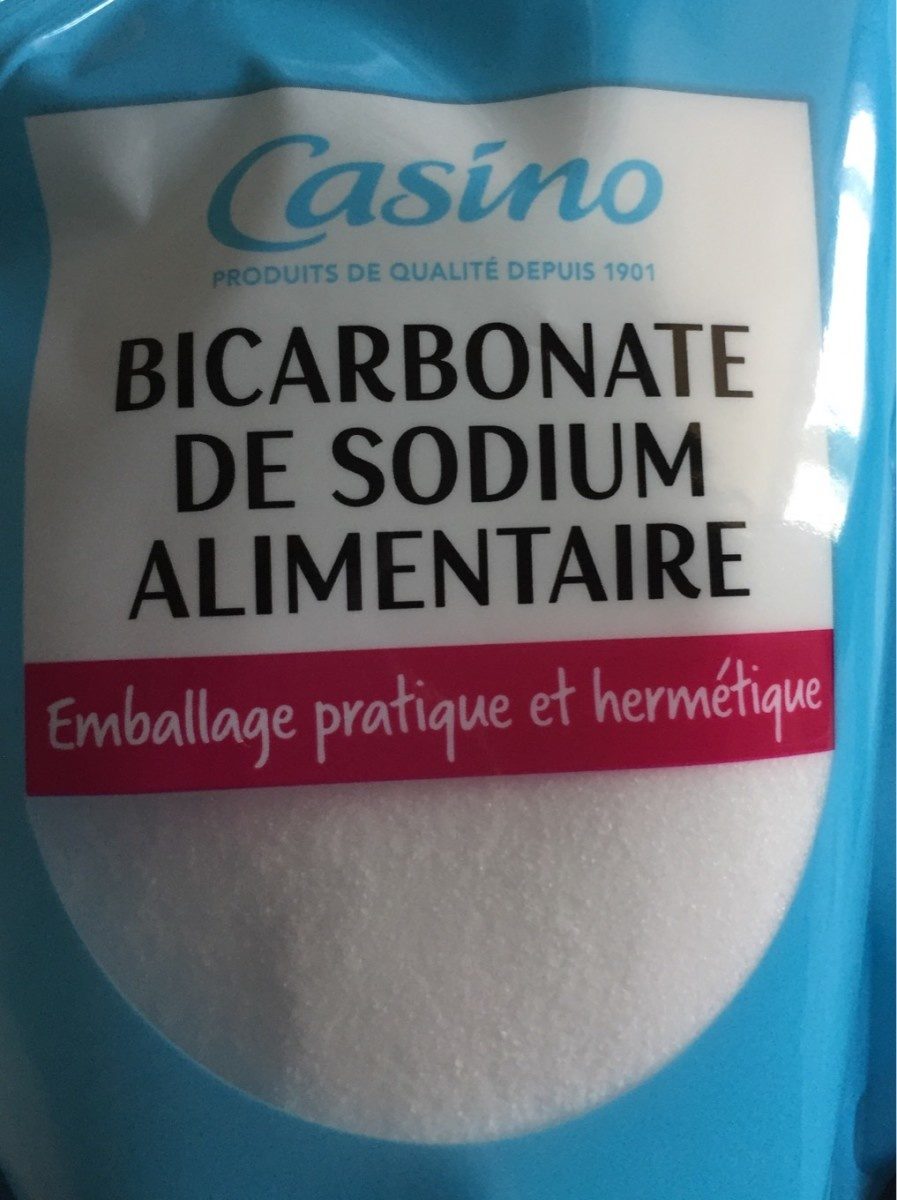 Casino
PRODUITS DE QUALITÉ DEPUIS 1901
BICARBONATE
DE SODIUM
ALIMENTAIRE
Emballage pratique et hermétique